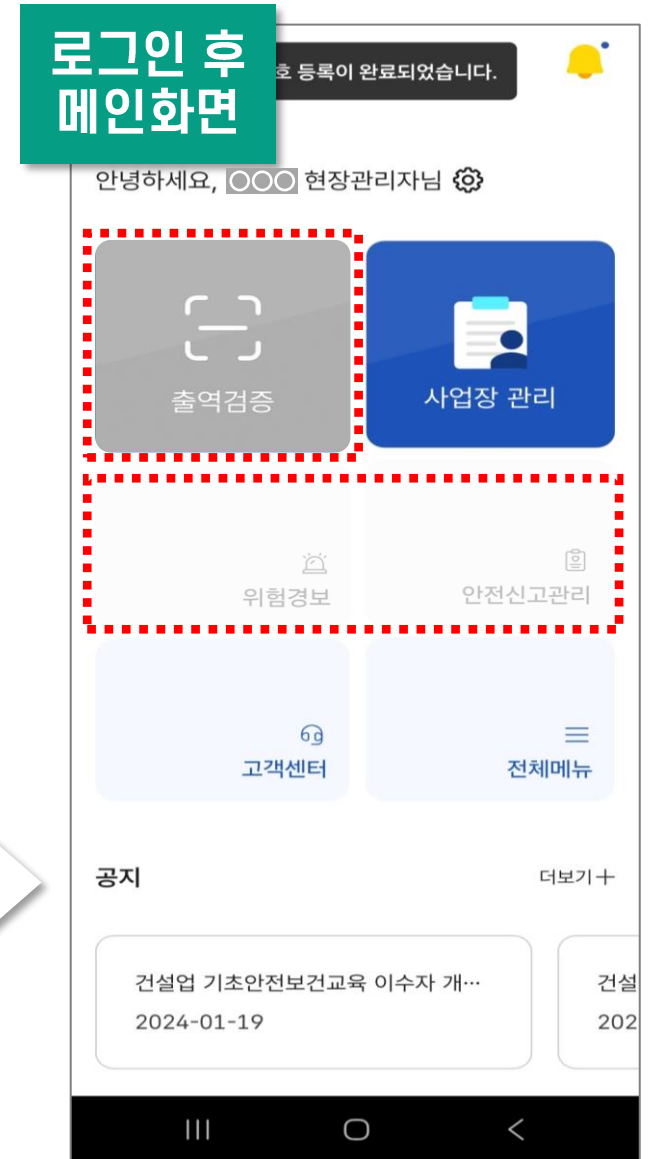 로그인 후
메인화면
호 등록이 완료되었습니다.
안녕하세요, ○○○ 현장관리자님
출역검증
사업장 관리
위험경보
안전신고관리
고객센터
전체메뉴
공지
더보기+
건설업 기초안전보건교육 이수자 개…
2024-01-19
건설
202